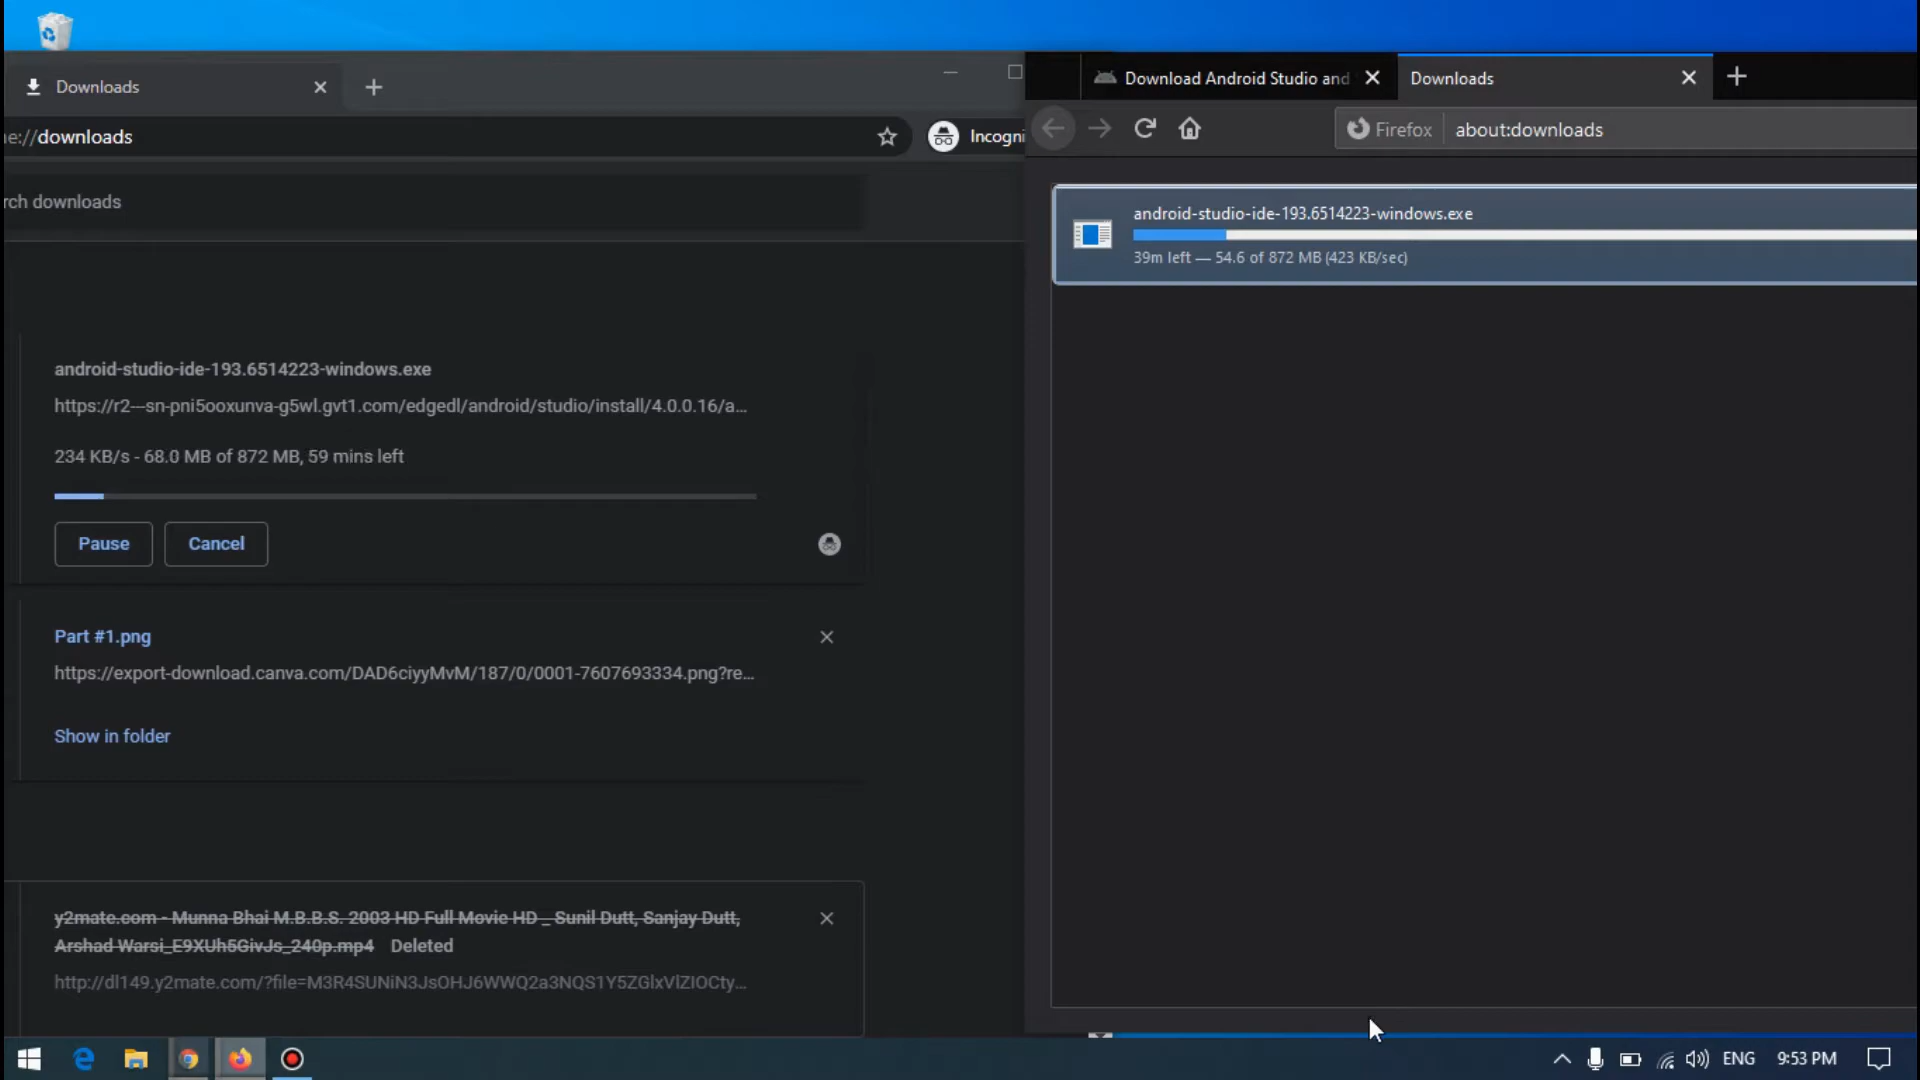 Downloads
e://downloads
Incogni
rch downloads
android-studio-ide-193.6514223-windows.exe
https://r2---sn-pni5ooxunva-g5wl.gvt1.com/edgedl/android/studio/install/4.0.0.16/a...
234 KB/s - 68.0 MB of 872 MB, 59 mins left
Pause
Cancel
Part #1.png
https://export-download.canva.com/DAD6ciyyMvM/187/0/0001-7607693334.png?re...
Show in folder
y2mate.com - Munna Bhai M.B.B.S. 2003 HD Full Movie HD _ Sunil Dutt, Sanjay Dutt,
Arshad Warsi_E9XUh5GivJs_240p.mp4 Deleted
http://dl149.y2mate.com/?file=M3R4SUNiN3JsOHJ6WWQ2a3NQS1Y5ZGlxVlZIOCty...
Download Android Studio and
Downloads
Firefox
about:downloads
android-studio-ide-193.6514223-windows.exe
39m left — 54.6 of 872 MB (423 KB/sec)
ENG
9:53 PM